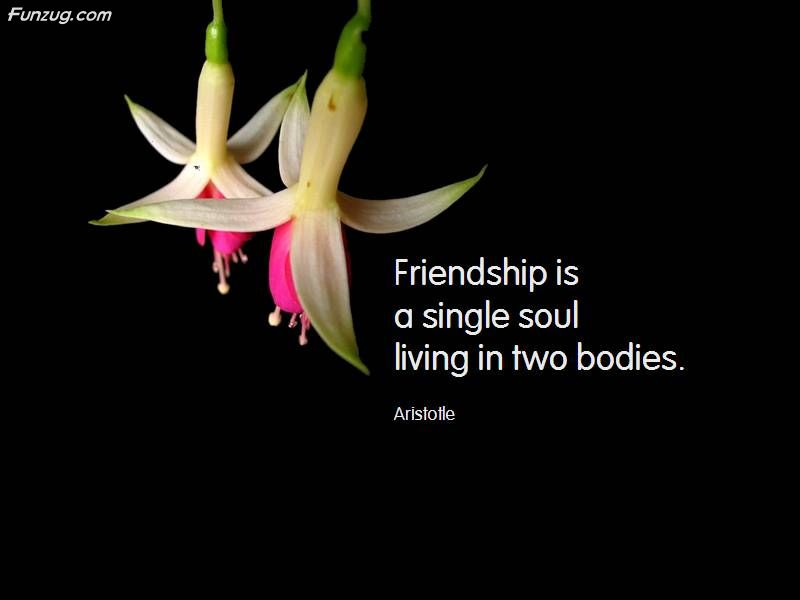 Funzug.com
Friendship is
a single soul
living in two bodies.
Aristotle